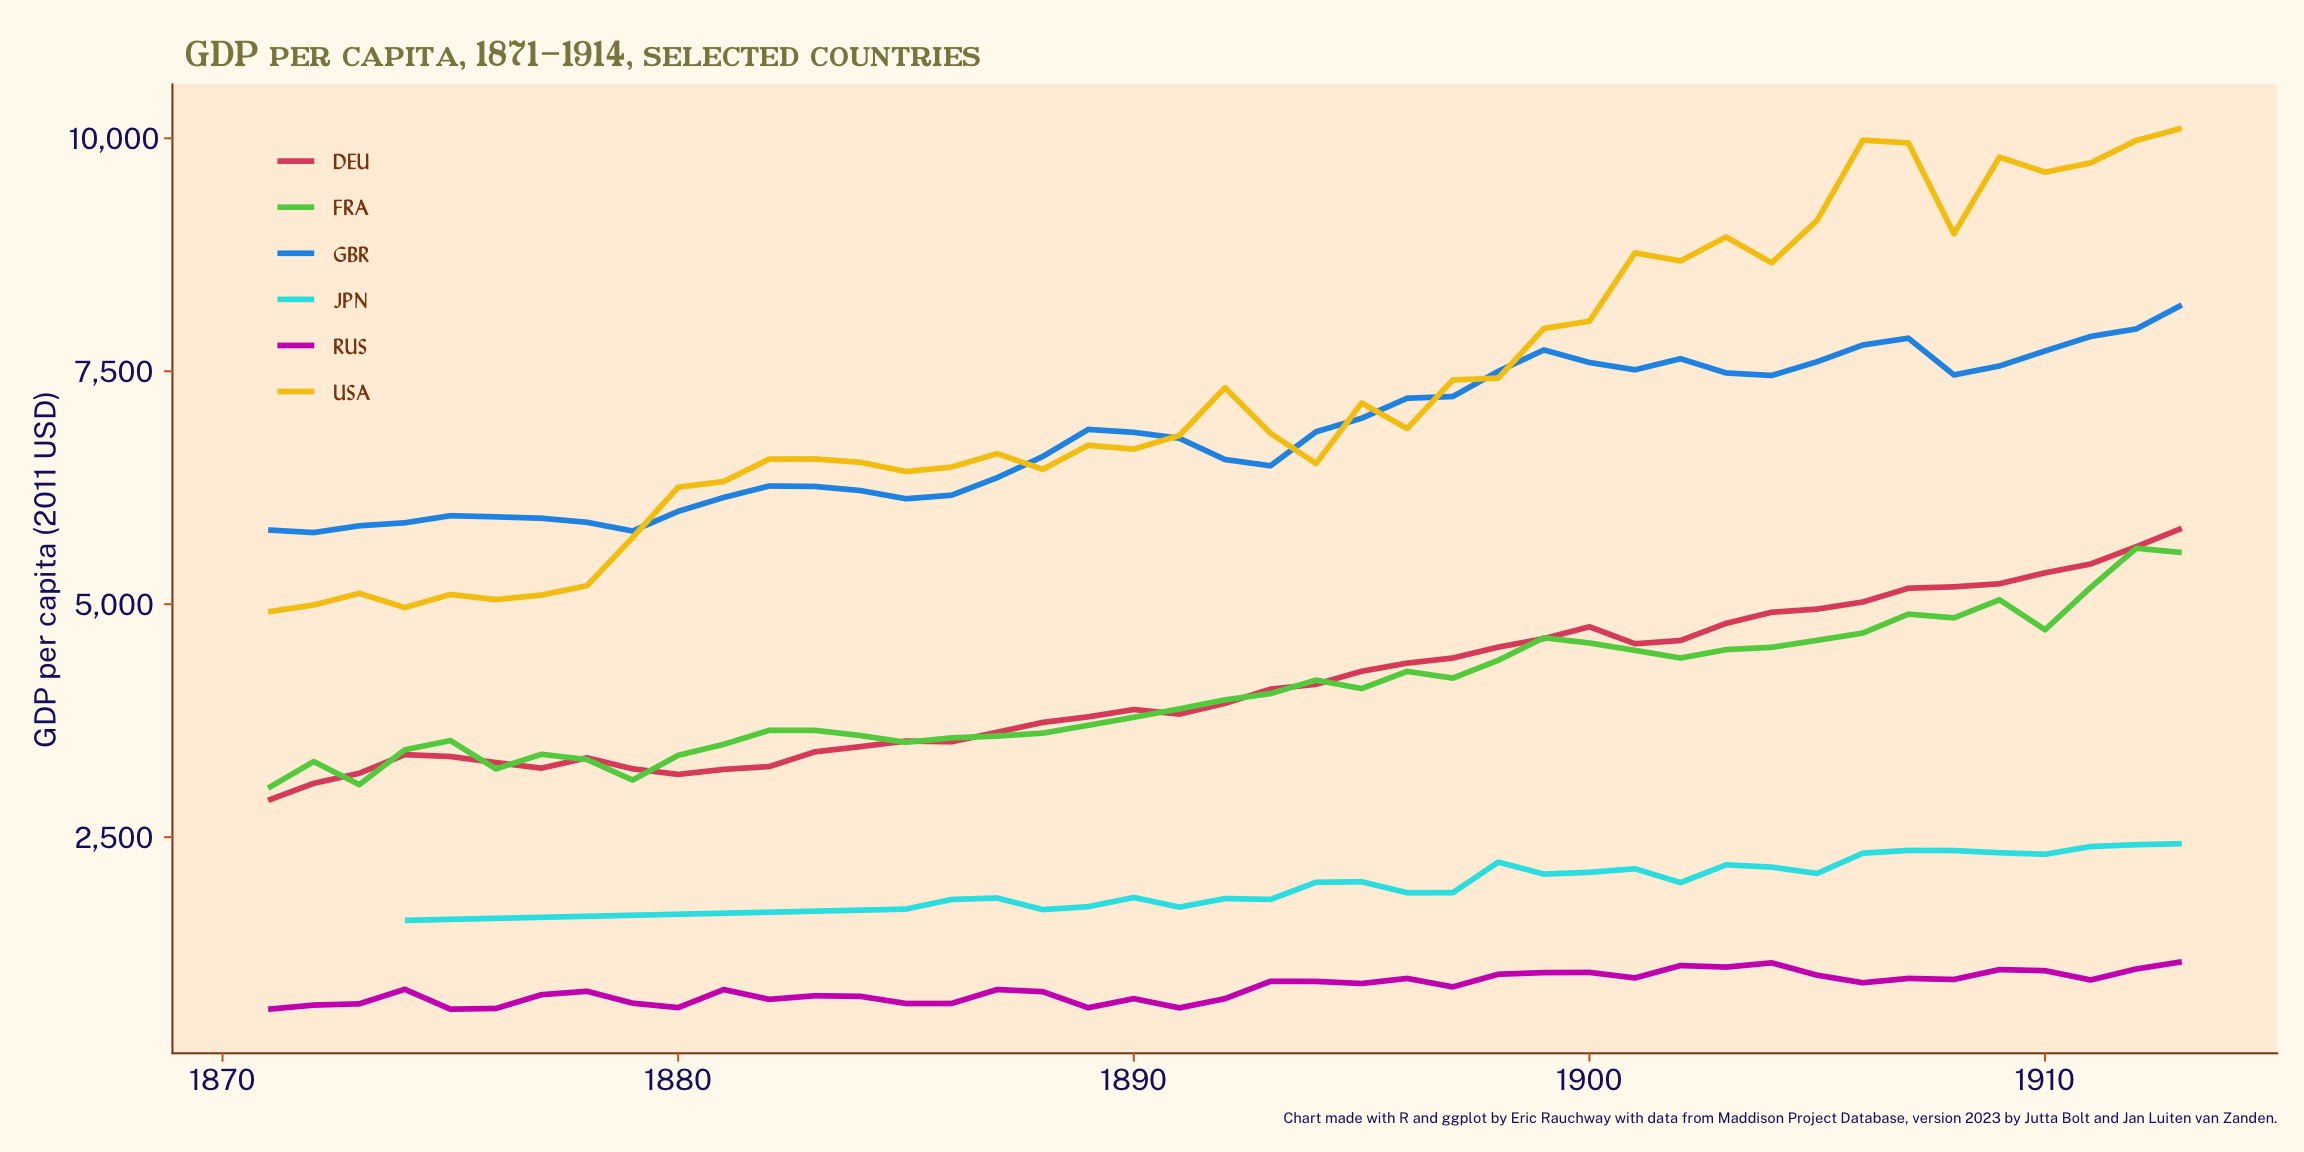 GDP PER CAPITA, 1871–1914, SELECTED COUNTRIES
10,000
7,500
5,000
2,500
GDP per capita (2011 USD)
DEU
FRA
GBR
JPN
RUS
USA
1870 1880 1890 1900 1910
Chart made with R and ggplot by Eric Rauchway with data from Maddison Project Database, version 2023 by Jutta Bolt and Jan Luiten van Zanden.